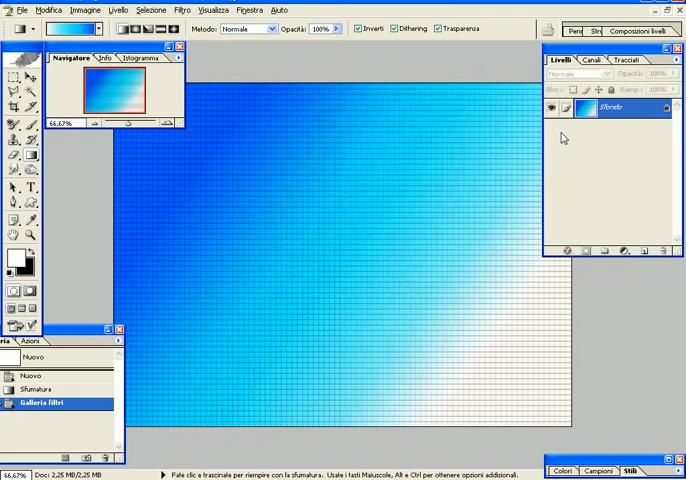 File Modifica Immagine Livello Selezione Filtro Visualizza Finestra Aiuto
Metodo: Normale Opacità: 100% Inverti Dithering Trasparenza
Composizioni livelli
Navigatore Info Istogramma
66,67%
Livelli Canali Tracciati
Normale Opacità: 100%
Bloc.: Riemp.: 100%
Sfondo
Azioni
Nuovo
Nuovo
Sfumatura
Galleria filtri
Colori Campioni Stili
66,67% Doc: 2,25 MB/2,25 MB Fate clic e trascinate per riempire con la sfumatura. Usate i tasti Maiuscole, Alt e Ctrl per ottenere opzioni addizionali.